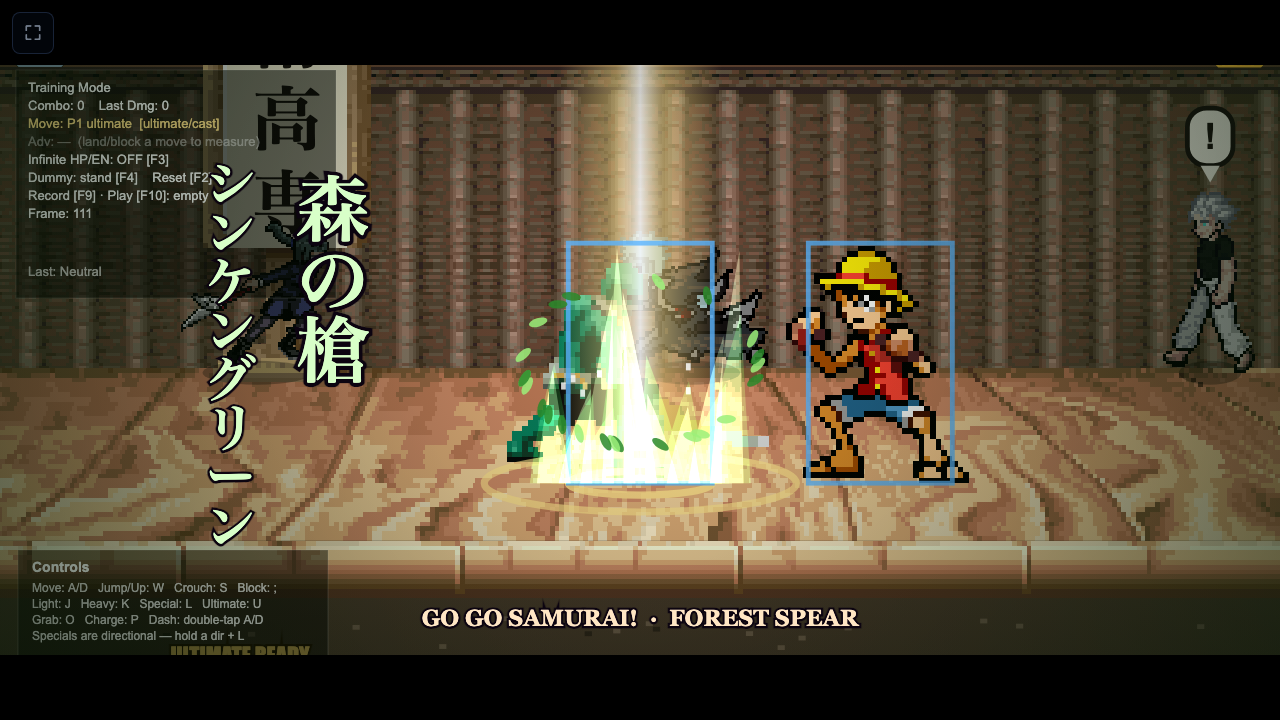 Training Mode
Combo: 0 Last Dmg: 0
Move: P1 ultimate [ultimate/cast]
Adv: — (land/block a move to measure)
Infinite HP/EN: OFF [F3]
Dummy: stand [F4] Reset [F2]
Record [F9] · Play [F10]: empty
Frame: 111
Last: Neutral
高
専
森の槍
シンケングリーン
!
Controls
Move: A/D Jump/Up: W Crouch: S Block: ;
Light: J Heavy: K Special: L Ultimate: U
Grab: O Charge: P Dash: double-tap A/D
Specials are directional — hold a dir + L
ULTIMATE READY
GO GO SAMURAI! · FOREST SPEAR